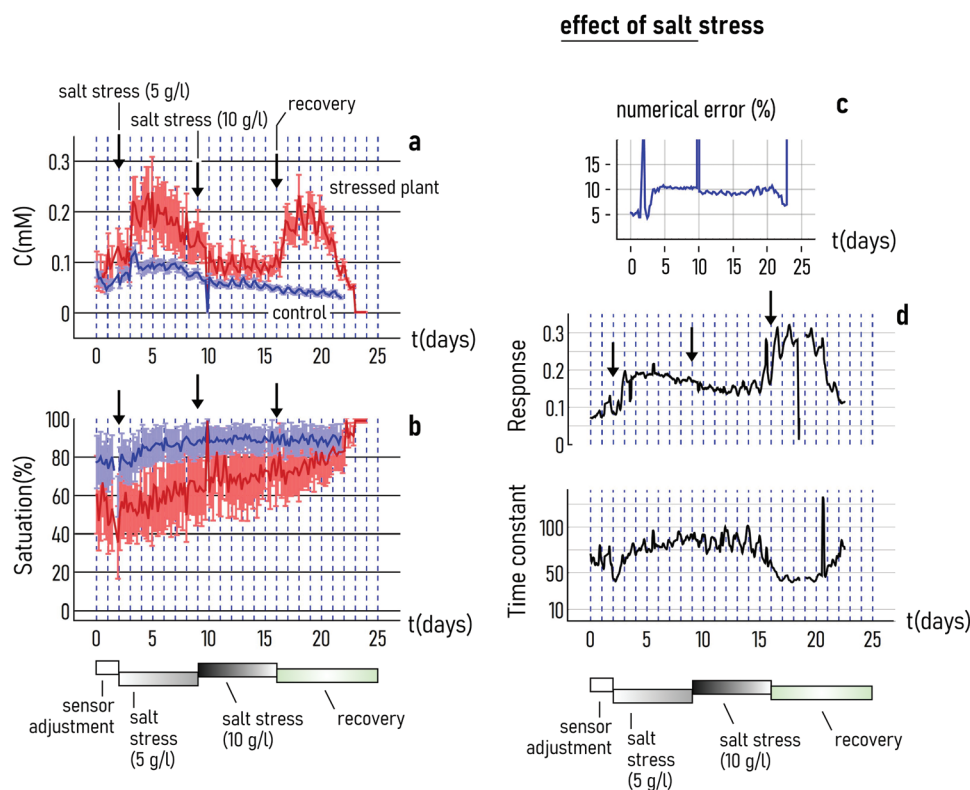 effect of salt stress
salt stress (5 g/l)
salt stress (10 g/l)
recovery
a
0.3
0.2
0.1
0
C(mM)
stressed plant
control
0 5 10 15 20 25
t(days)
b
100
80
60
40
20
0
Satuation(%)
0 5 10 15 20 25
t(days)
sensor
adjustment
salt
stress
(5 g/l)
salt stress
(10 g/l)
recovery
numerical error (%)
c
15
10
5
t(days)
0 5 10 15 20 25
d
0.3
0.2
0.1
0
Response
100
50
10
Time constant
0 5 10 15 20 25
t(days)
sensor
adjustment
salt
stress
(5 g/l)
salt stress
(10 g/l)
recovery